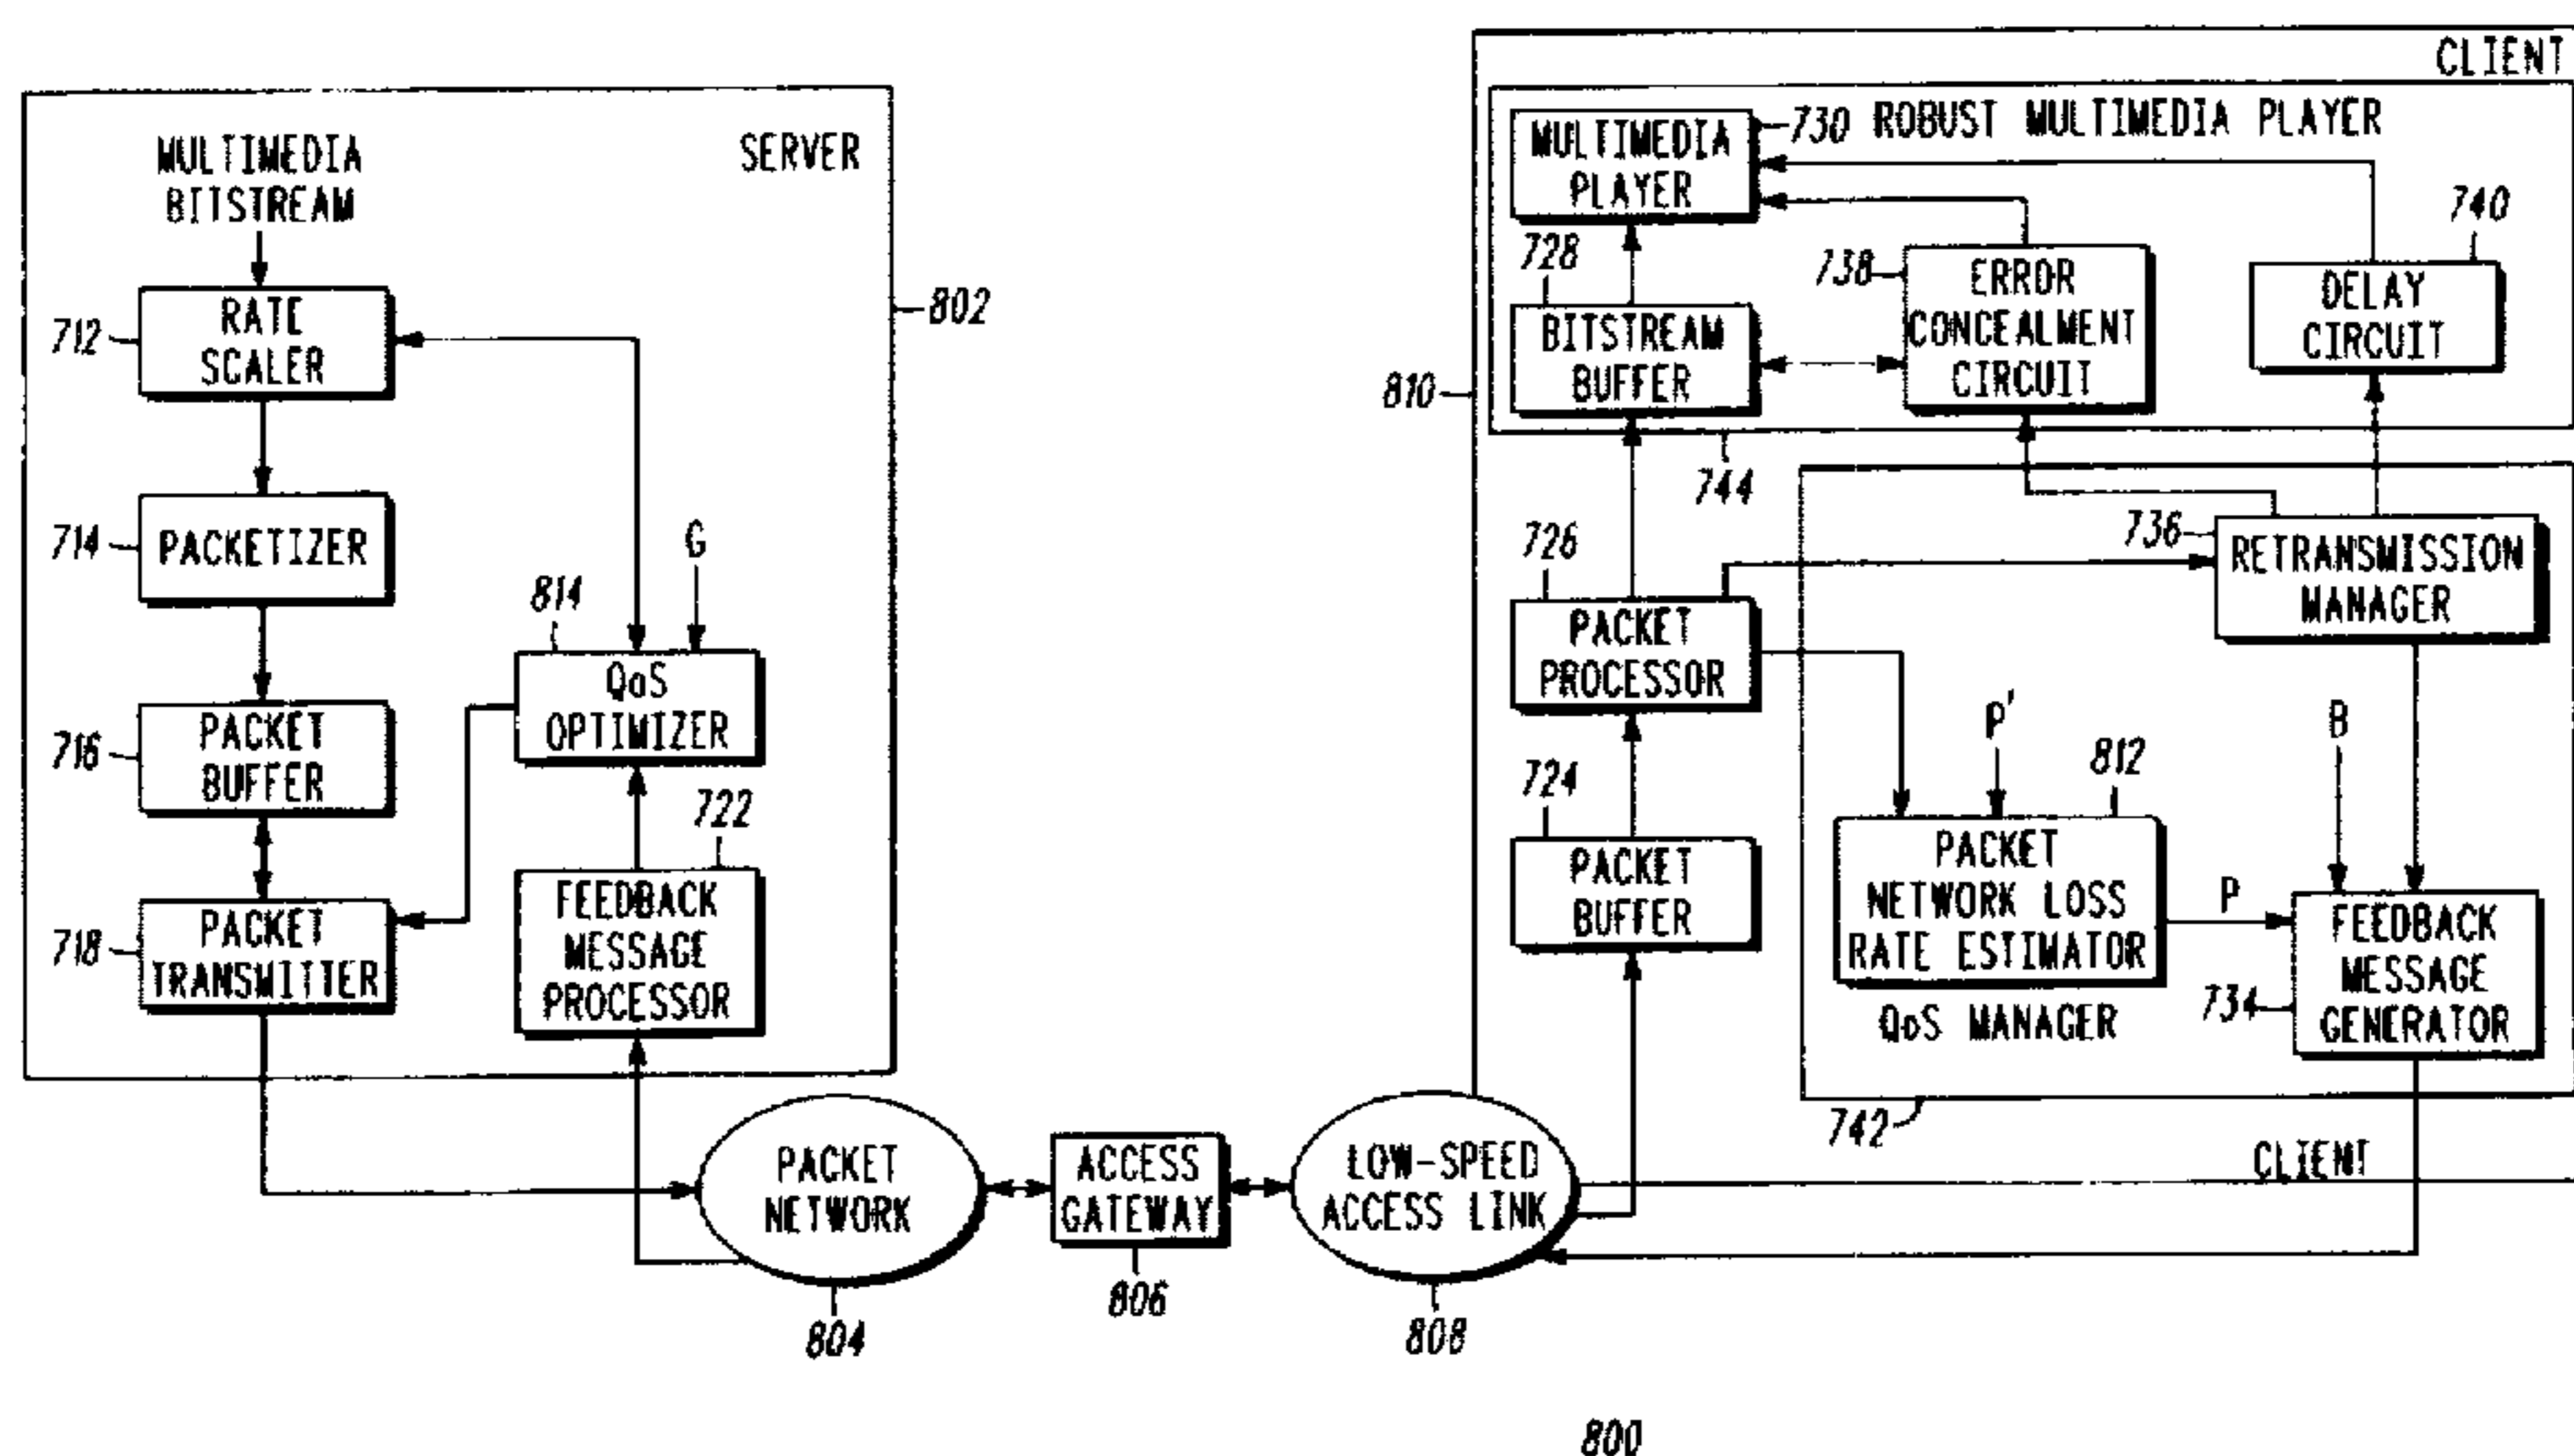 CLIENT
SERVER
MULTIMEDIA
BITSTREAM
712
RATE
SCALER
802
714
PACKETIZER
G
814
QoS
OPTIMIZER
716
PACKET
BUFFER
722
FEEDBACK
MESSAGE
PROCESSOR
718
PACKET
TRANSMITTER
PACKET
NETWORK
804
ACCESS
GATEWAY
806
LOW-SPEED
ACCESS LINK
808
810
MULTIMEDIA
PLAYER
730
ROBUST MULTIMEDIA PLAYER
728
BITSTREAM
BUFFER
738
ERROR
CONCEALMENT
CIRCUIT
740
DELAY
CIRCUIT
744
726
PACKET
PROCESSOR
736
RETRANSMISSION
MANAGER
724
PACKET
BUFFER
P'
812
B
PACKET
NETWORK LOSS
RATE ESTIMATOR
P
QoS MANAGER
734
FEEDBACK
MESSAGE
GENERATOR
742
CLIENT
800